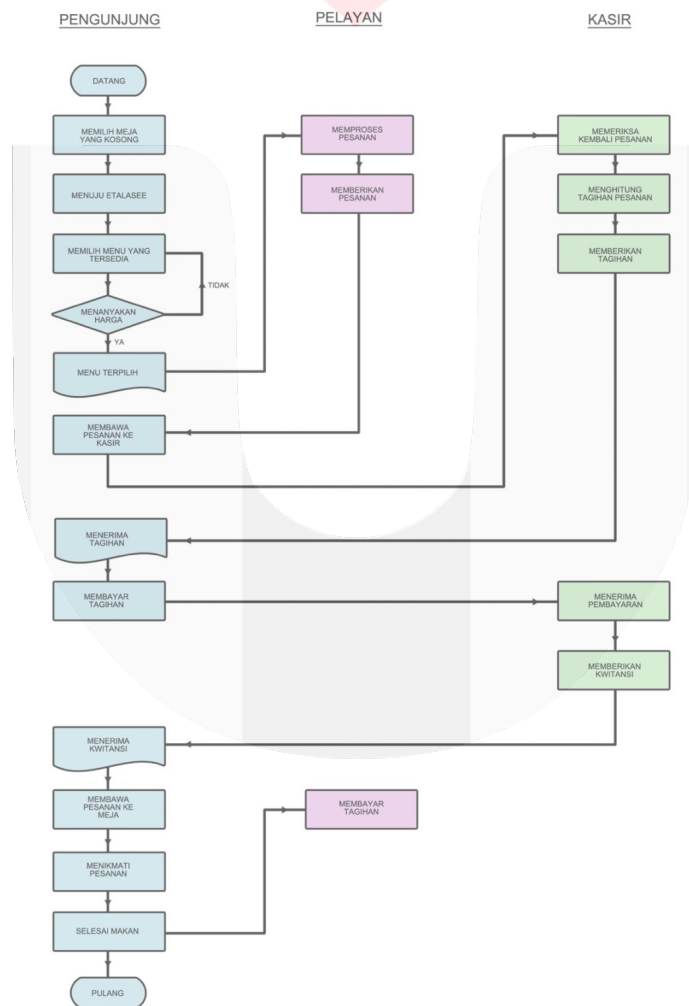 PENGUNJUNG
PELAYAN
KASIR
DATANG
MEMILIH MEJA
YANG KOSONG
MEMPROSES
PESANAN
MEMERIKSA
KEMBALI PESANAN
MENUJU ETALASEE
MEMBERIKAN
PESANAN
MENGHITUNG
TAGIHAN PESANAN
MEMILIH MENU YANG
TERSEDIA
MEMBERIKAN
TAGIHAN
TIDAK
MENANYAKAN
HARGA
YA
MENU TERPILIH
MEMBAWA
PESANAN KE
KASIR
MENERIMA
TAGIHAN
MEMBAYAR
TAGIHAN
MENERIMA
PEMBAYARAN
MEMBERIKAN
KWITANSI
MENERIMA
KWITANSI
MEMBAWA
PESANAN KE
MEJA
MEMBAYAR
TAGIHAN
MENIKMATI
PESANAN
SELESAI MAKAN
PULANG